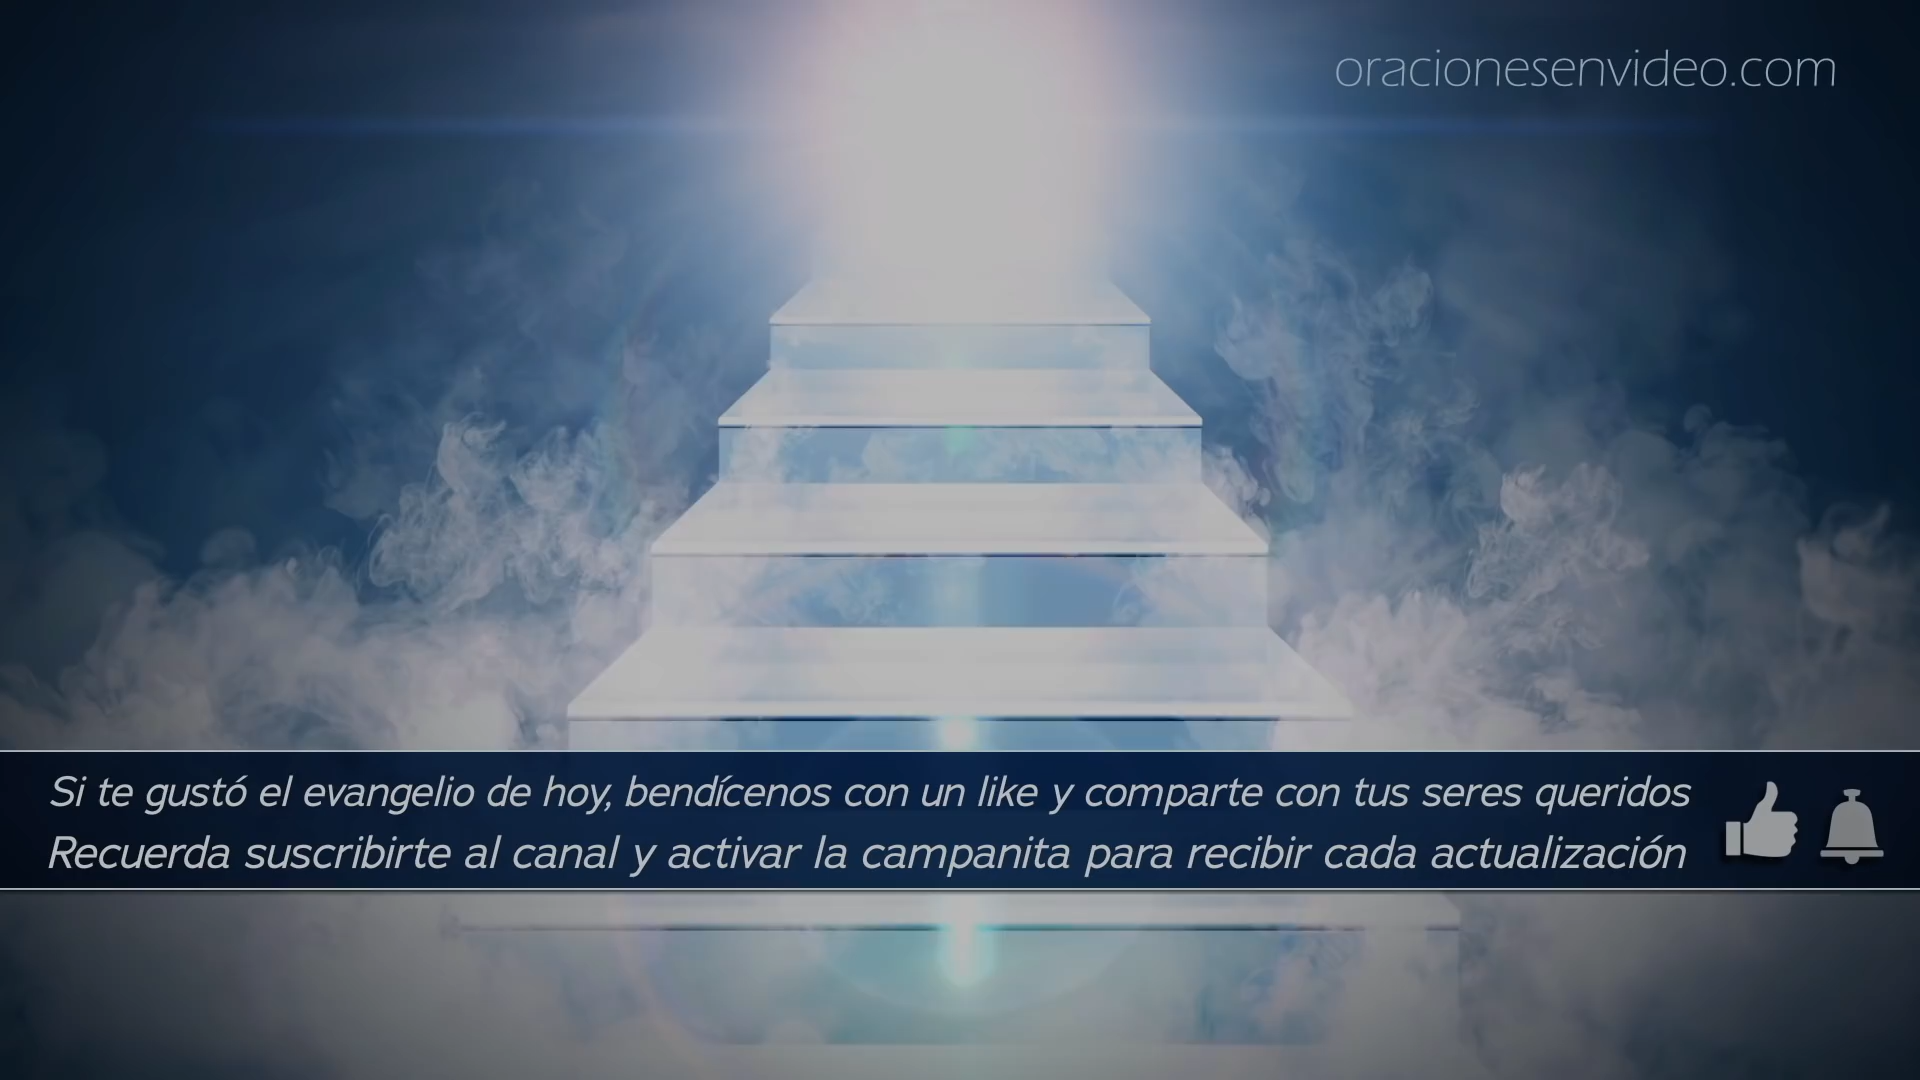 oracionesenvideo.com
Si te gustó el evangelio de hoy, bendícenos con un like y comparte con tus seres queridos
Recuerda suscribirte al canal y activar la campanita para recibir cada actualización